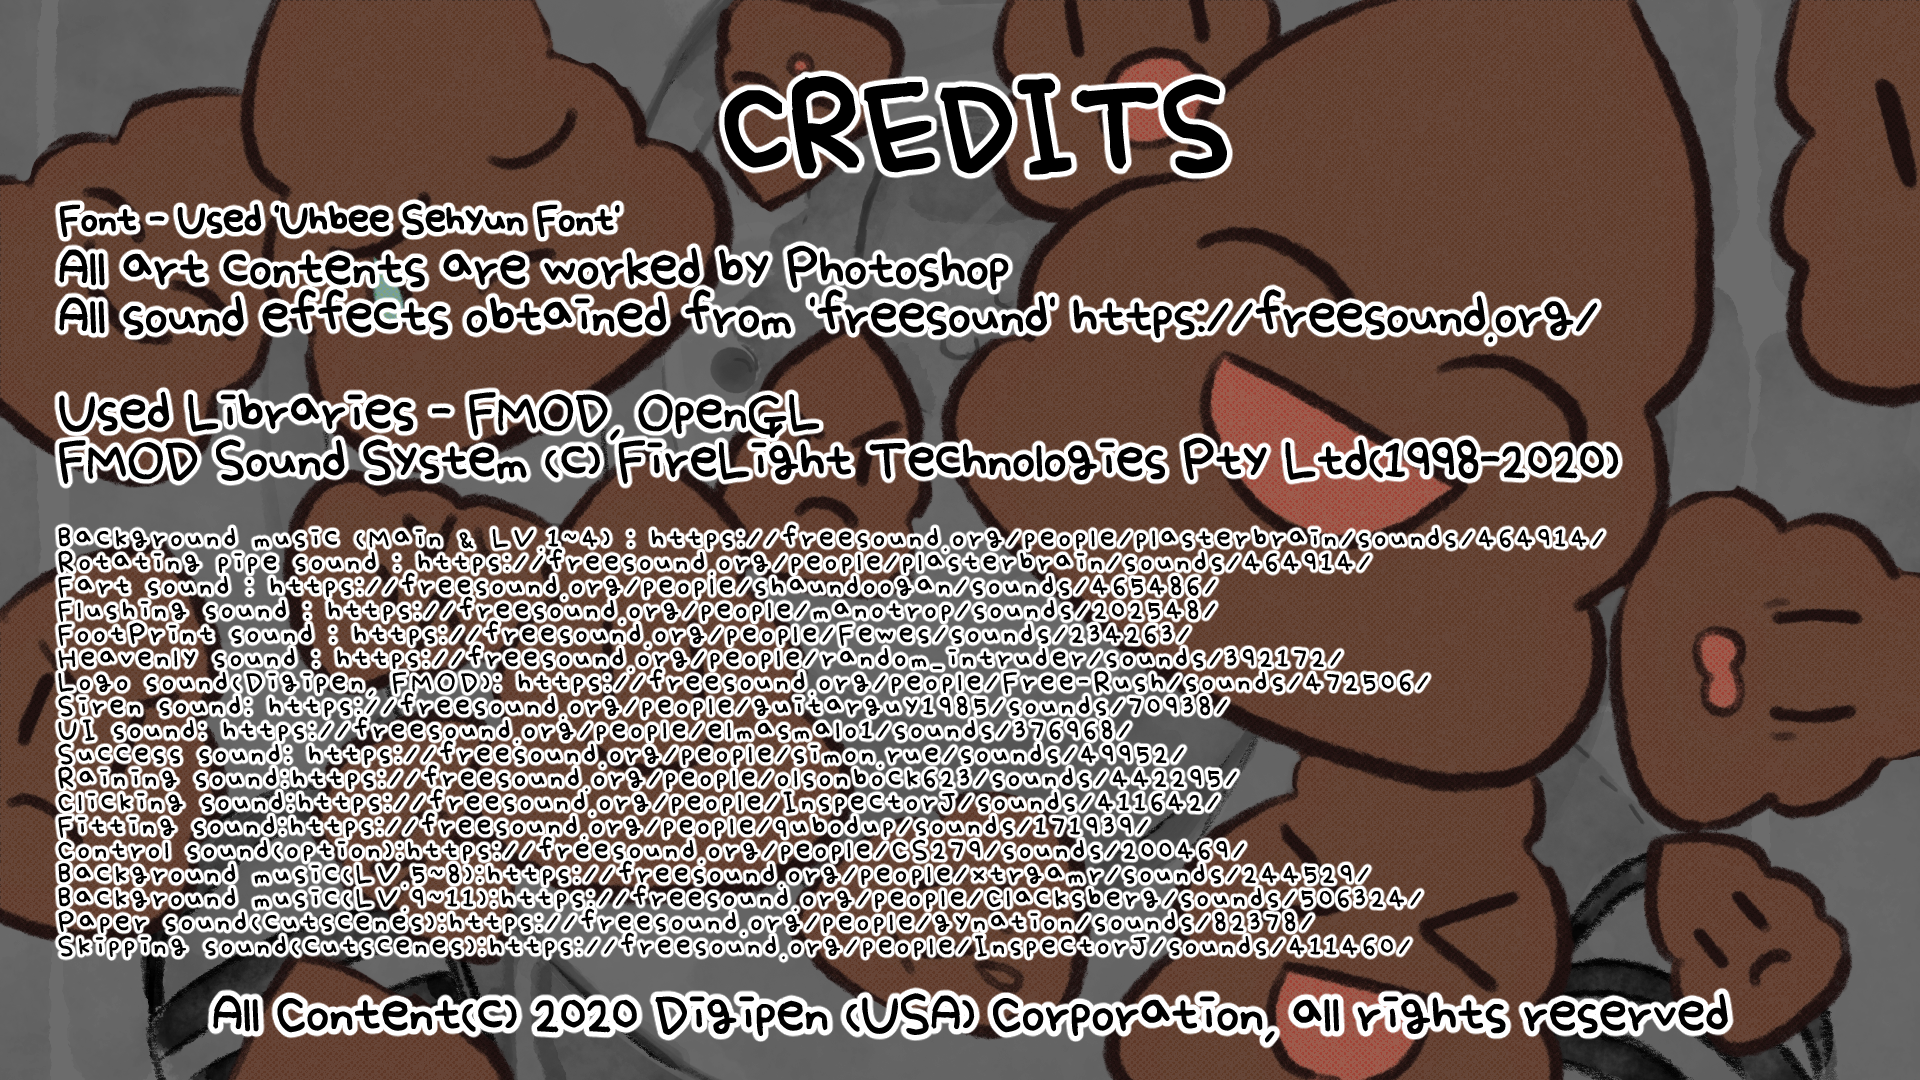 CREDITS
Font - Used 'Uhbee Sehyun Font'
All art contents are worked by Photoshop
All sound effects obtained from 'freesound' https://freesound.org/
Used Libraries - FMOD, OpenGL
FMOD Sound System (C) FireLight Technologies Pty Ltd(1998-2020)
Background music (Main & LV.1~4) : https://freesound.org/people/plasterbrain/sounds/464914/
Rotating pipe sound : https://freesound.org/people/plasterbrain/sounds/464914/
Fart sound : https://freesound.org/people/shaundoogan/sounds/465486/
Flushing sound : https://freesound.org/people/manotrop/sounds/202548/
FootPrint sound : https://freesound.org/people/Fewes/sounds/234263/
Heavenly sound : https://freesound.org/people/random_intruder/sounds/392172/
Logo sound(Digipen, FMOD): https://freesound.org/people/Free-Rush/sounds/472506/
Siren sound: https://freesound.org/people/guitarguy1985/sounds/70938/
UI sound: https://freesound.org/people/elmasmalo1/sounds/376968/
Success sound: https://freesound.org/people/simon.rue/sounds/49952/
Raining sound:https://freesound.org/people/olsonbock623/sounds/442295/
Clicking sound:https://freesound.org/people/InspectorJ/sounds/411642/
Fitting sound:https://freesound.org/people/qubodup/sounds/171939/
Control sound(option):https://freesound.org/people/CS279/sounds/200469/
Background music(LV.5~8):https://freesound.org/people/xtrgamr/sounds/244529/
Background music(LV.9~11):https://freesound.org/people/Clacksberg/sounds/506324/
Paper sound(cutscenes):https://freesound.org/people/gynation/sounds/82378/
Skipping sound(cutscenes):https://freesound.org/people/InspectorJ/sounds/411460/
All Content(C) 2020 Digipen (USA) Corporation, all rights reserved